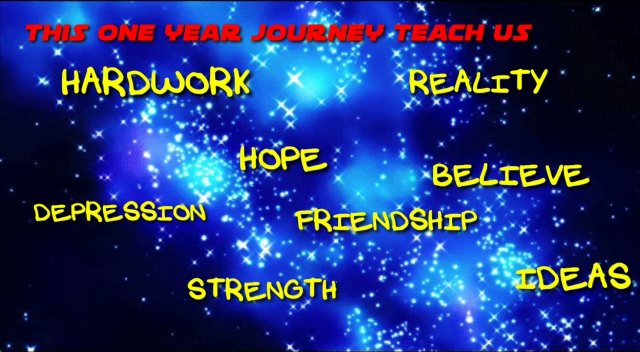 THIS ONE YEAR JOURNEY TEACH US
HARDWORK
REALITY
HOPE
BELIEVE
DEPRESSION
FRIENDSHIP
STRENGTH
IDEAS